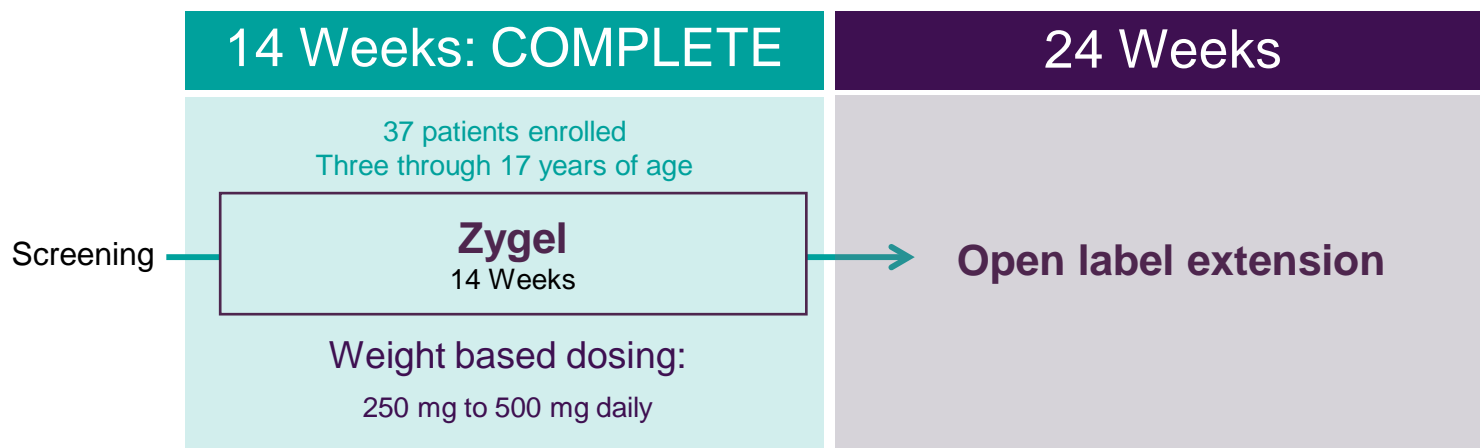 14 Weeks: COMPLETE
24 Weeks
37 patients enrolled
Three through 17 years of age
Screening
Zygel
14 Weeks
Open label extension
Weight based dosing:
250 mg to 500 mg daily